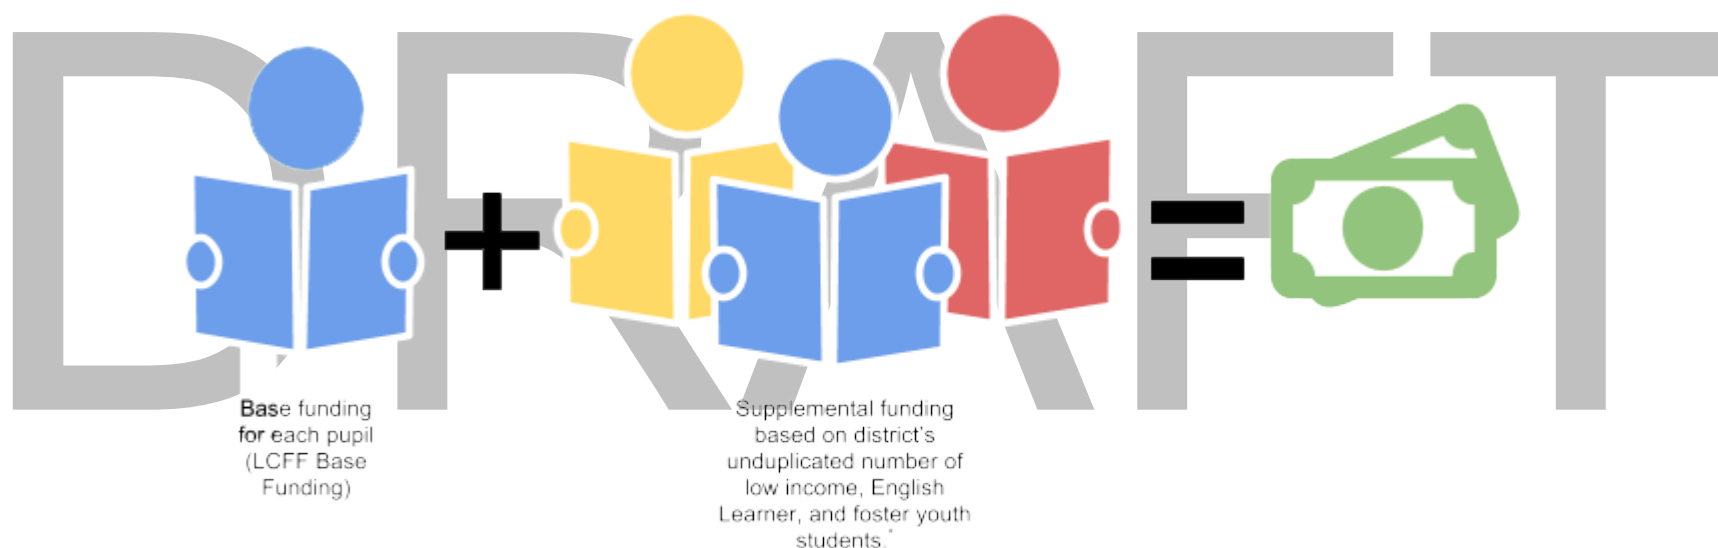 DRAFT
Base funding
for each pupil
(LCFF Base
Funding)
Supplemental funding
based on district's
unduplicated number of
low income, English
Learner, and foster youth
students.*